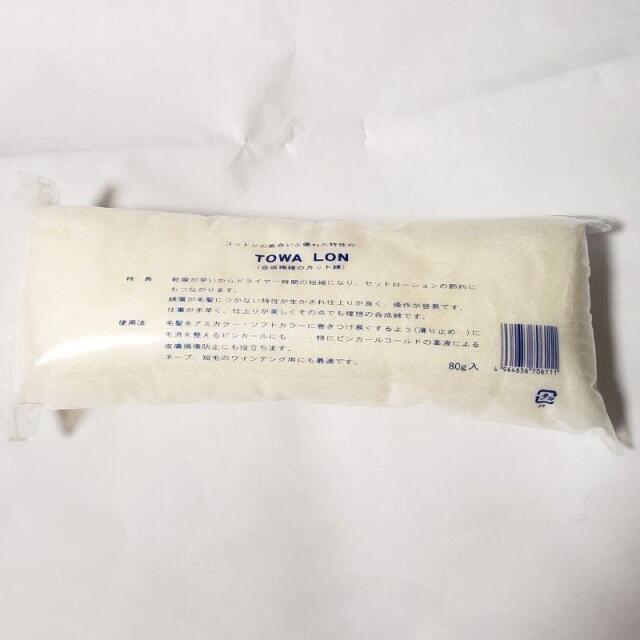 コットンの風合いと優れた特性の……
TOWA LON
(合成繊維のカット綿)
特長 乾燥が早いからドライヤー時間の短縮になり、セットローションの節約に
もつながります。
綿屑が毛髪につかない特性が生かされ仕上りが良く、操作が容易です。
仕事が手早く、仕上りが美しくその点でも理想の合成綿です。
使用法 毛髪をアミカラー・ソフトカラーに巻きつけ易くするよう(滑り止め…)に
毛流を整えるピンカールにも………特にピンカールコールドの薬液による
皮膚損傷防止にも役立ちます。
ネープ、短毛のワインデング用にも最適です。
80g入
4964656706111
プラ